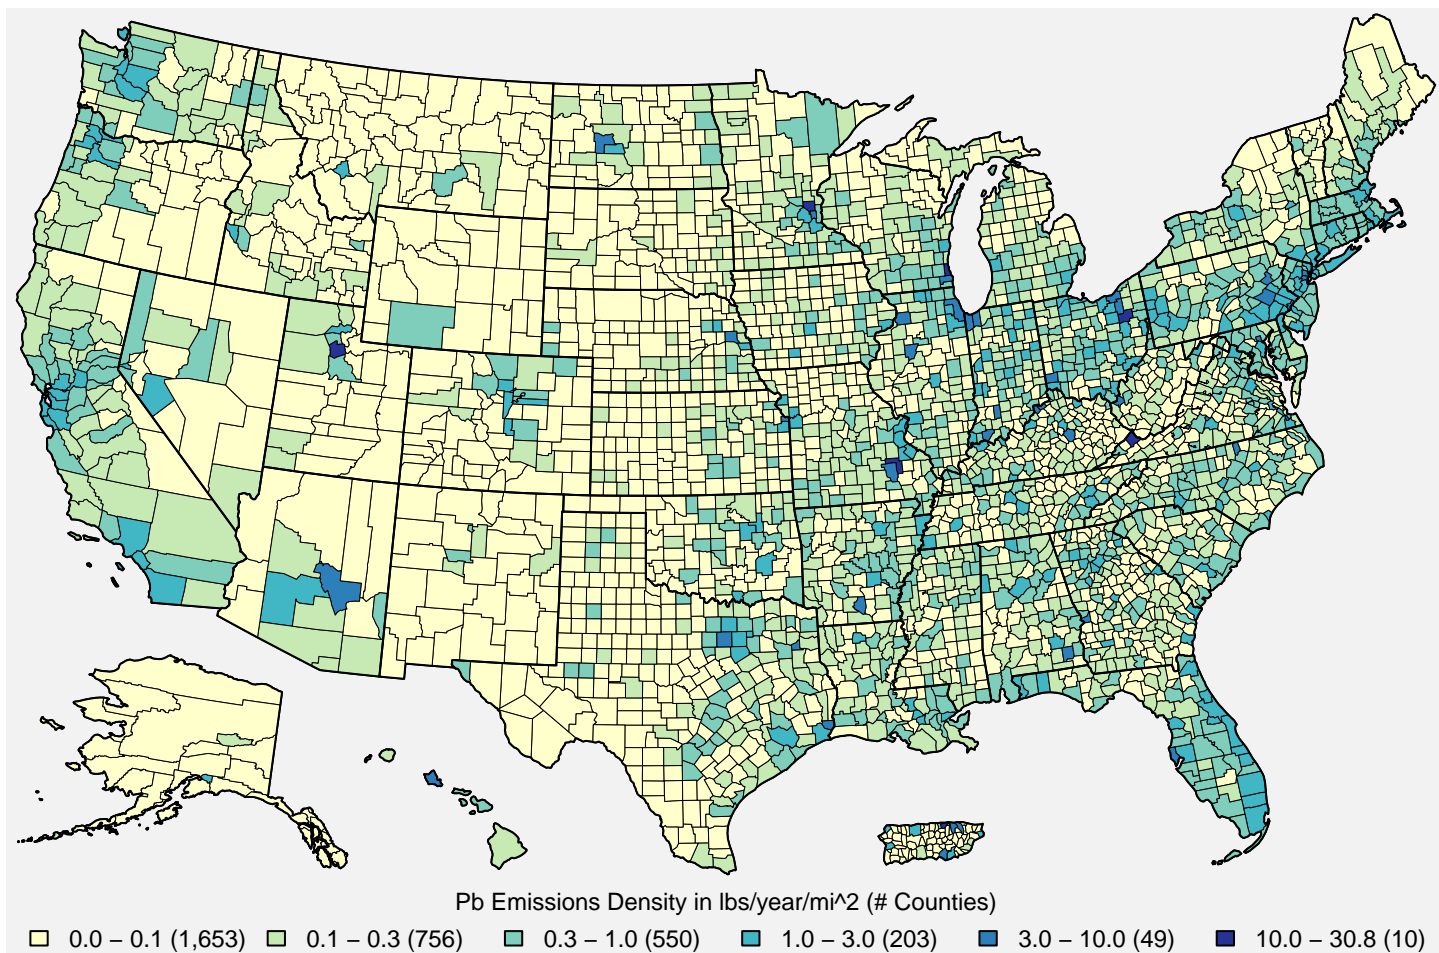 Pb Emissions Density in lbs/year/mi^2 (# Counties)
0.0 − 0.1 (1,653) 0.1 − 0.3 (756) 0.3 − 1.0 (550) 1.0 − 3.0 (203) 3.0 − 10.0 (49) 10.0 − 30.8 (10)